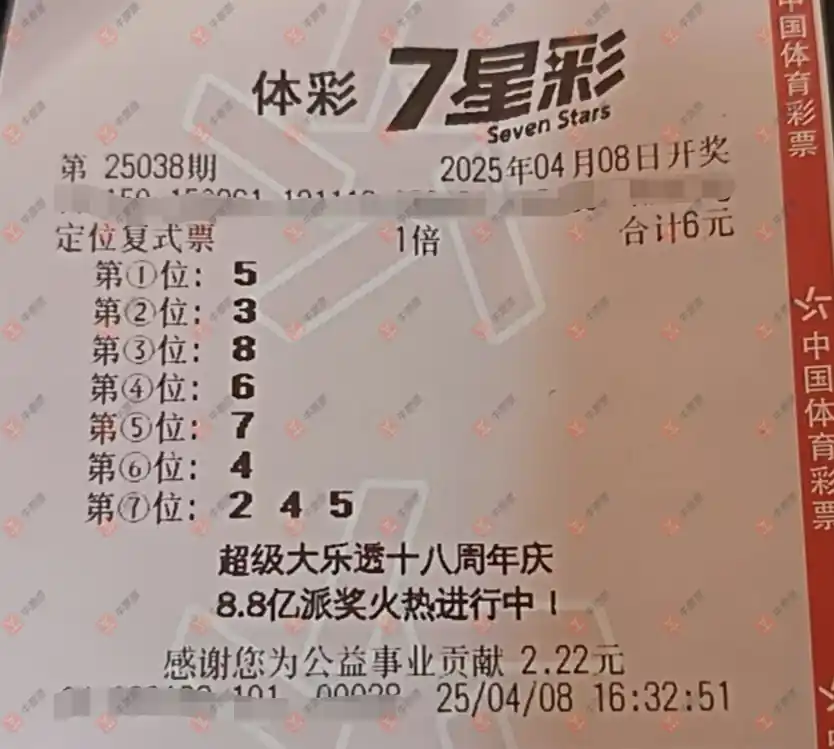 体彩 7星彩
Seven Stars
第 25038期 2025年04月08日开奖
定位复式票 1倍 合计6元
第①位: 5
第②位: 3
第③位: 8
第④位: 6
第⑤位: 7
第⑥位: 4
第⑦位: 2 4 5
超级大乐透十八周年庆
8.8亿派奖火热进行中!
感谢您为公益事业贡献 2.22元
25/04/08 16:32:51
中国体育彩票
中国体育彩票